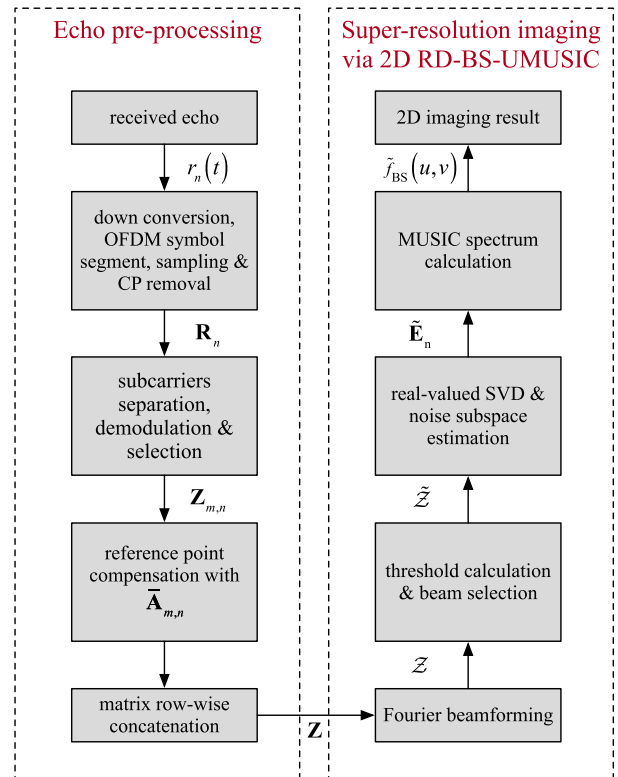 Echo pre-processing
received echo
r_n(t)
down conversion,
OFDM symbol
segment, sampling &
CP removal
R_n
subcarriers
separation,
demodulation &
selection
Z_{m,n}
reference point
compensation with
Ā_{m,n}
matrix row-wise
concatenation
Z
Super-resolution imaging
via 2D RD-BS-UMUSIC
2D imaging result
f̃_BS(u,v)
MUSIC spectrum
calculation
Ẽ_n
real-valued SVD &
noise subspace
estimation
𝒵̃
threshold calculation
& beam selection
𝒵
Fourier beamforming